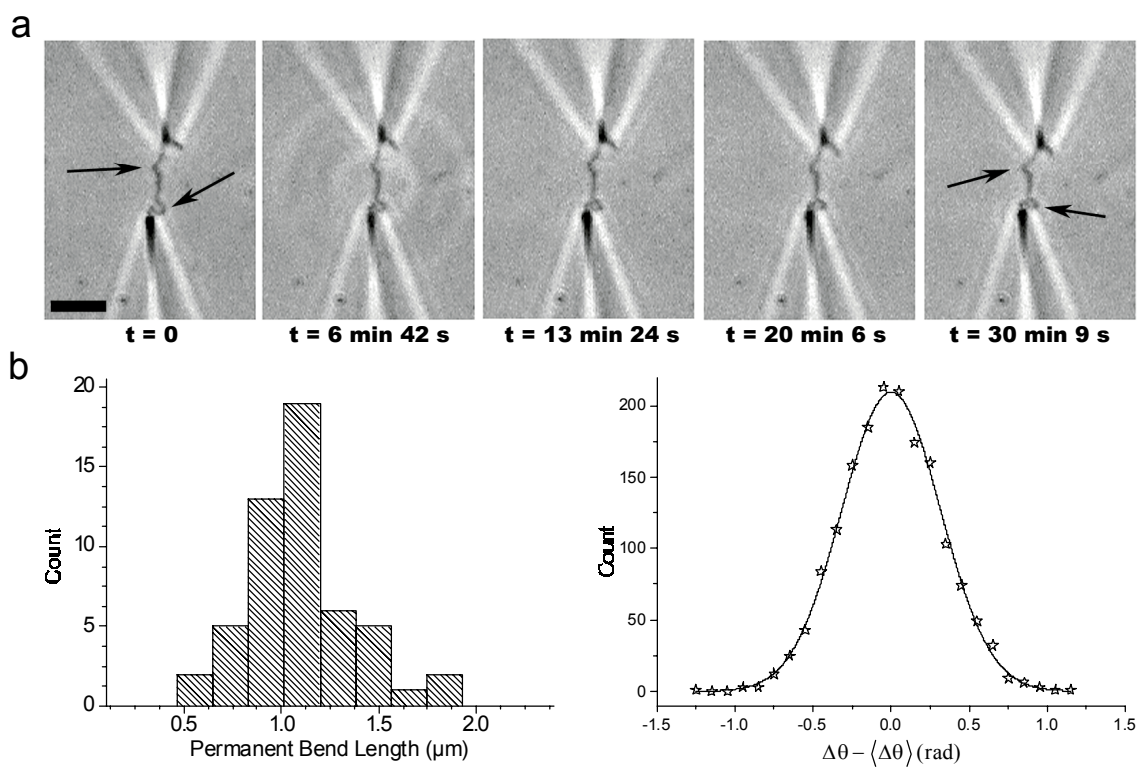 a
t = 0
t = 6 min 42 s
t = 13 min 24 s
t = 20 min 6 s
t = 30 min 9 s
b
20
15
10
5
0
Count
0.5 1.0 1.5 2.0
Permanent Bend Length (µm)
200
150
100
50
0
Count
-1.5 -1.0 -0.5 0.0 0.5 1.0 1.5
Δθ − ⟨Δθ⟩ (rad)